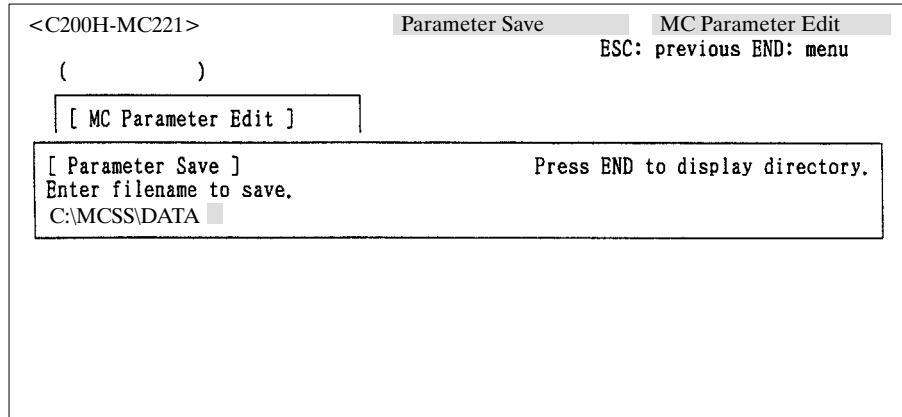 <C200H-MC221> Parameter Save MC Parameter Edit
ESC: previous END: menu
( )
[ MC Parameter Edit ]
[ Parameter Save ] Press END to display directory.
Enter filename to save.
C:\MCSS\DATA